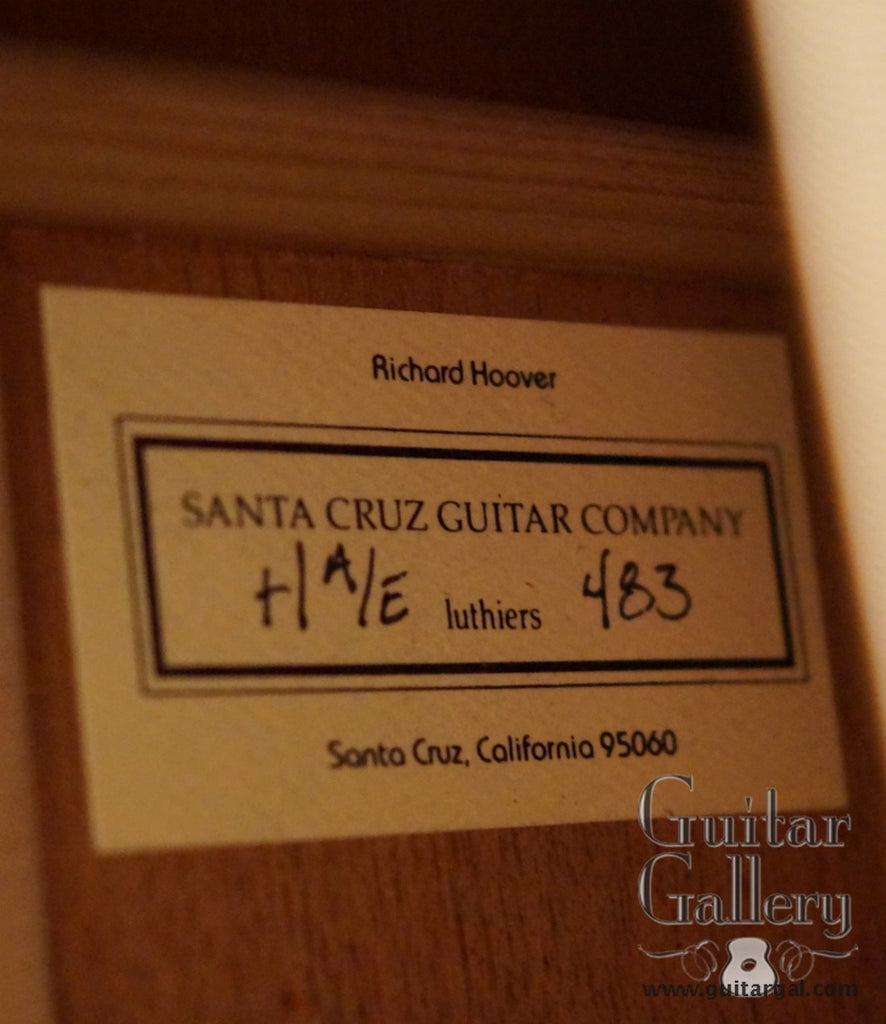 Richard Hoover
SANTA CRUZ GUITAR COMPANY
H A/E luthiers 483
Santa Cruz, California 95060
Guitar
Gallery
www.guitargal.com